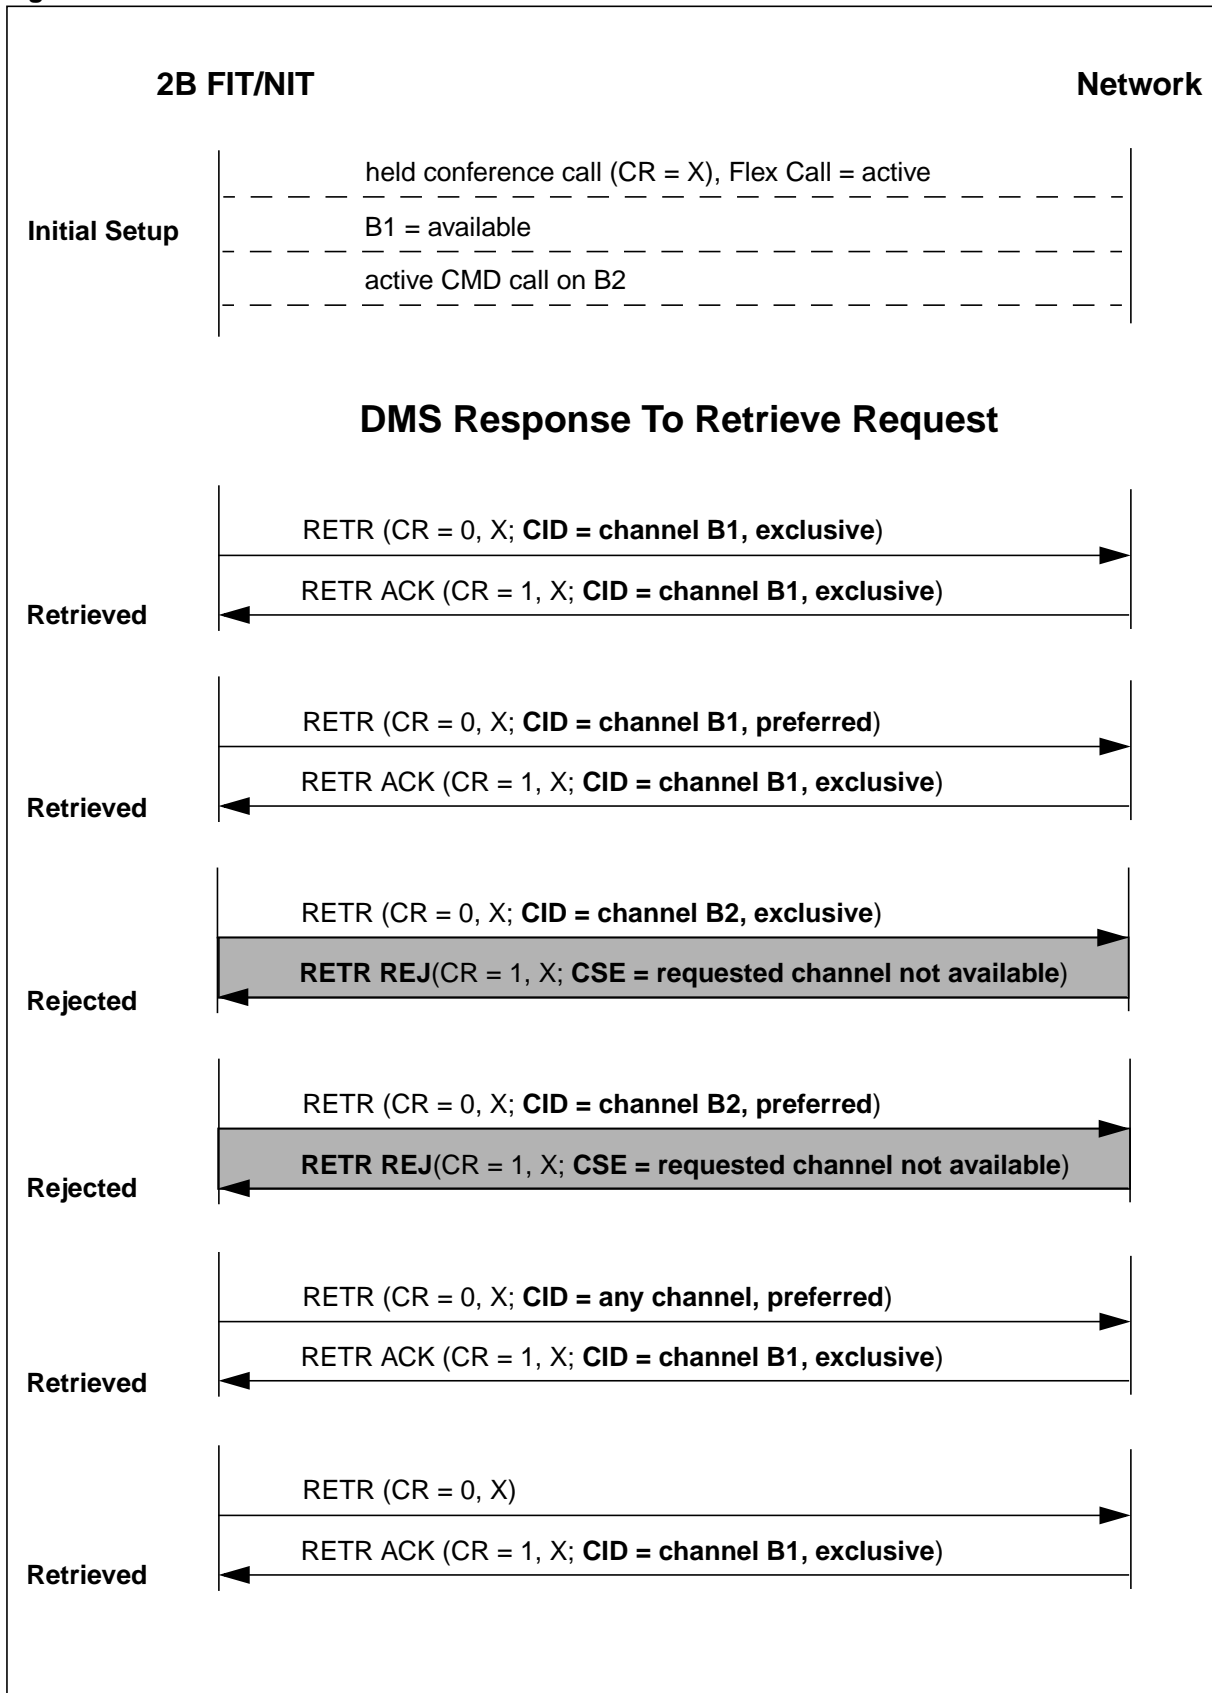 2B FIT/NIT Network
held conference call (CR = X), Flex Call = active
Initial Setup
B1 = available
active CMD call on B2
DMS Response To Retrieve Request
RETR (CR = 0, X; CID = channel B1, exclusive)
RETR ACK (CR = 1, X; CID = channel B1, exclusive)
Retrieved
RETR (CR = 0, X; CID = channel B1, preferred)
RETR ACK (CR = 1, X; CID = channel B1, exclusive)
Retrieved
RETR (CR = 0, X; CID = channel B2, exclusive)
RETR REJ(CR = 1, X; CSE = requested channel not available)
Rejected
RETR (CR = 0, X; CID = channel B2, preferred)
RETR REJ(CR = 1, X; CSE = requested channel not available)
Rejected
RETR (CR = 0, X; CID = any channel, preferred)
RETR ACK (CR = 1, X; CID = channel B1, exclusive)
Retrieved
RETR (CR = 0, X)
RETR ACK (CR = 1, X; CID = channel B1, exclusive)
Retrieved